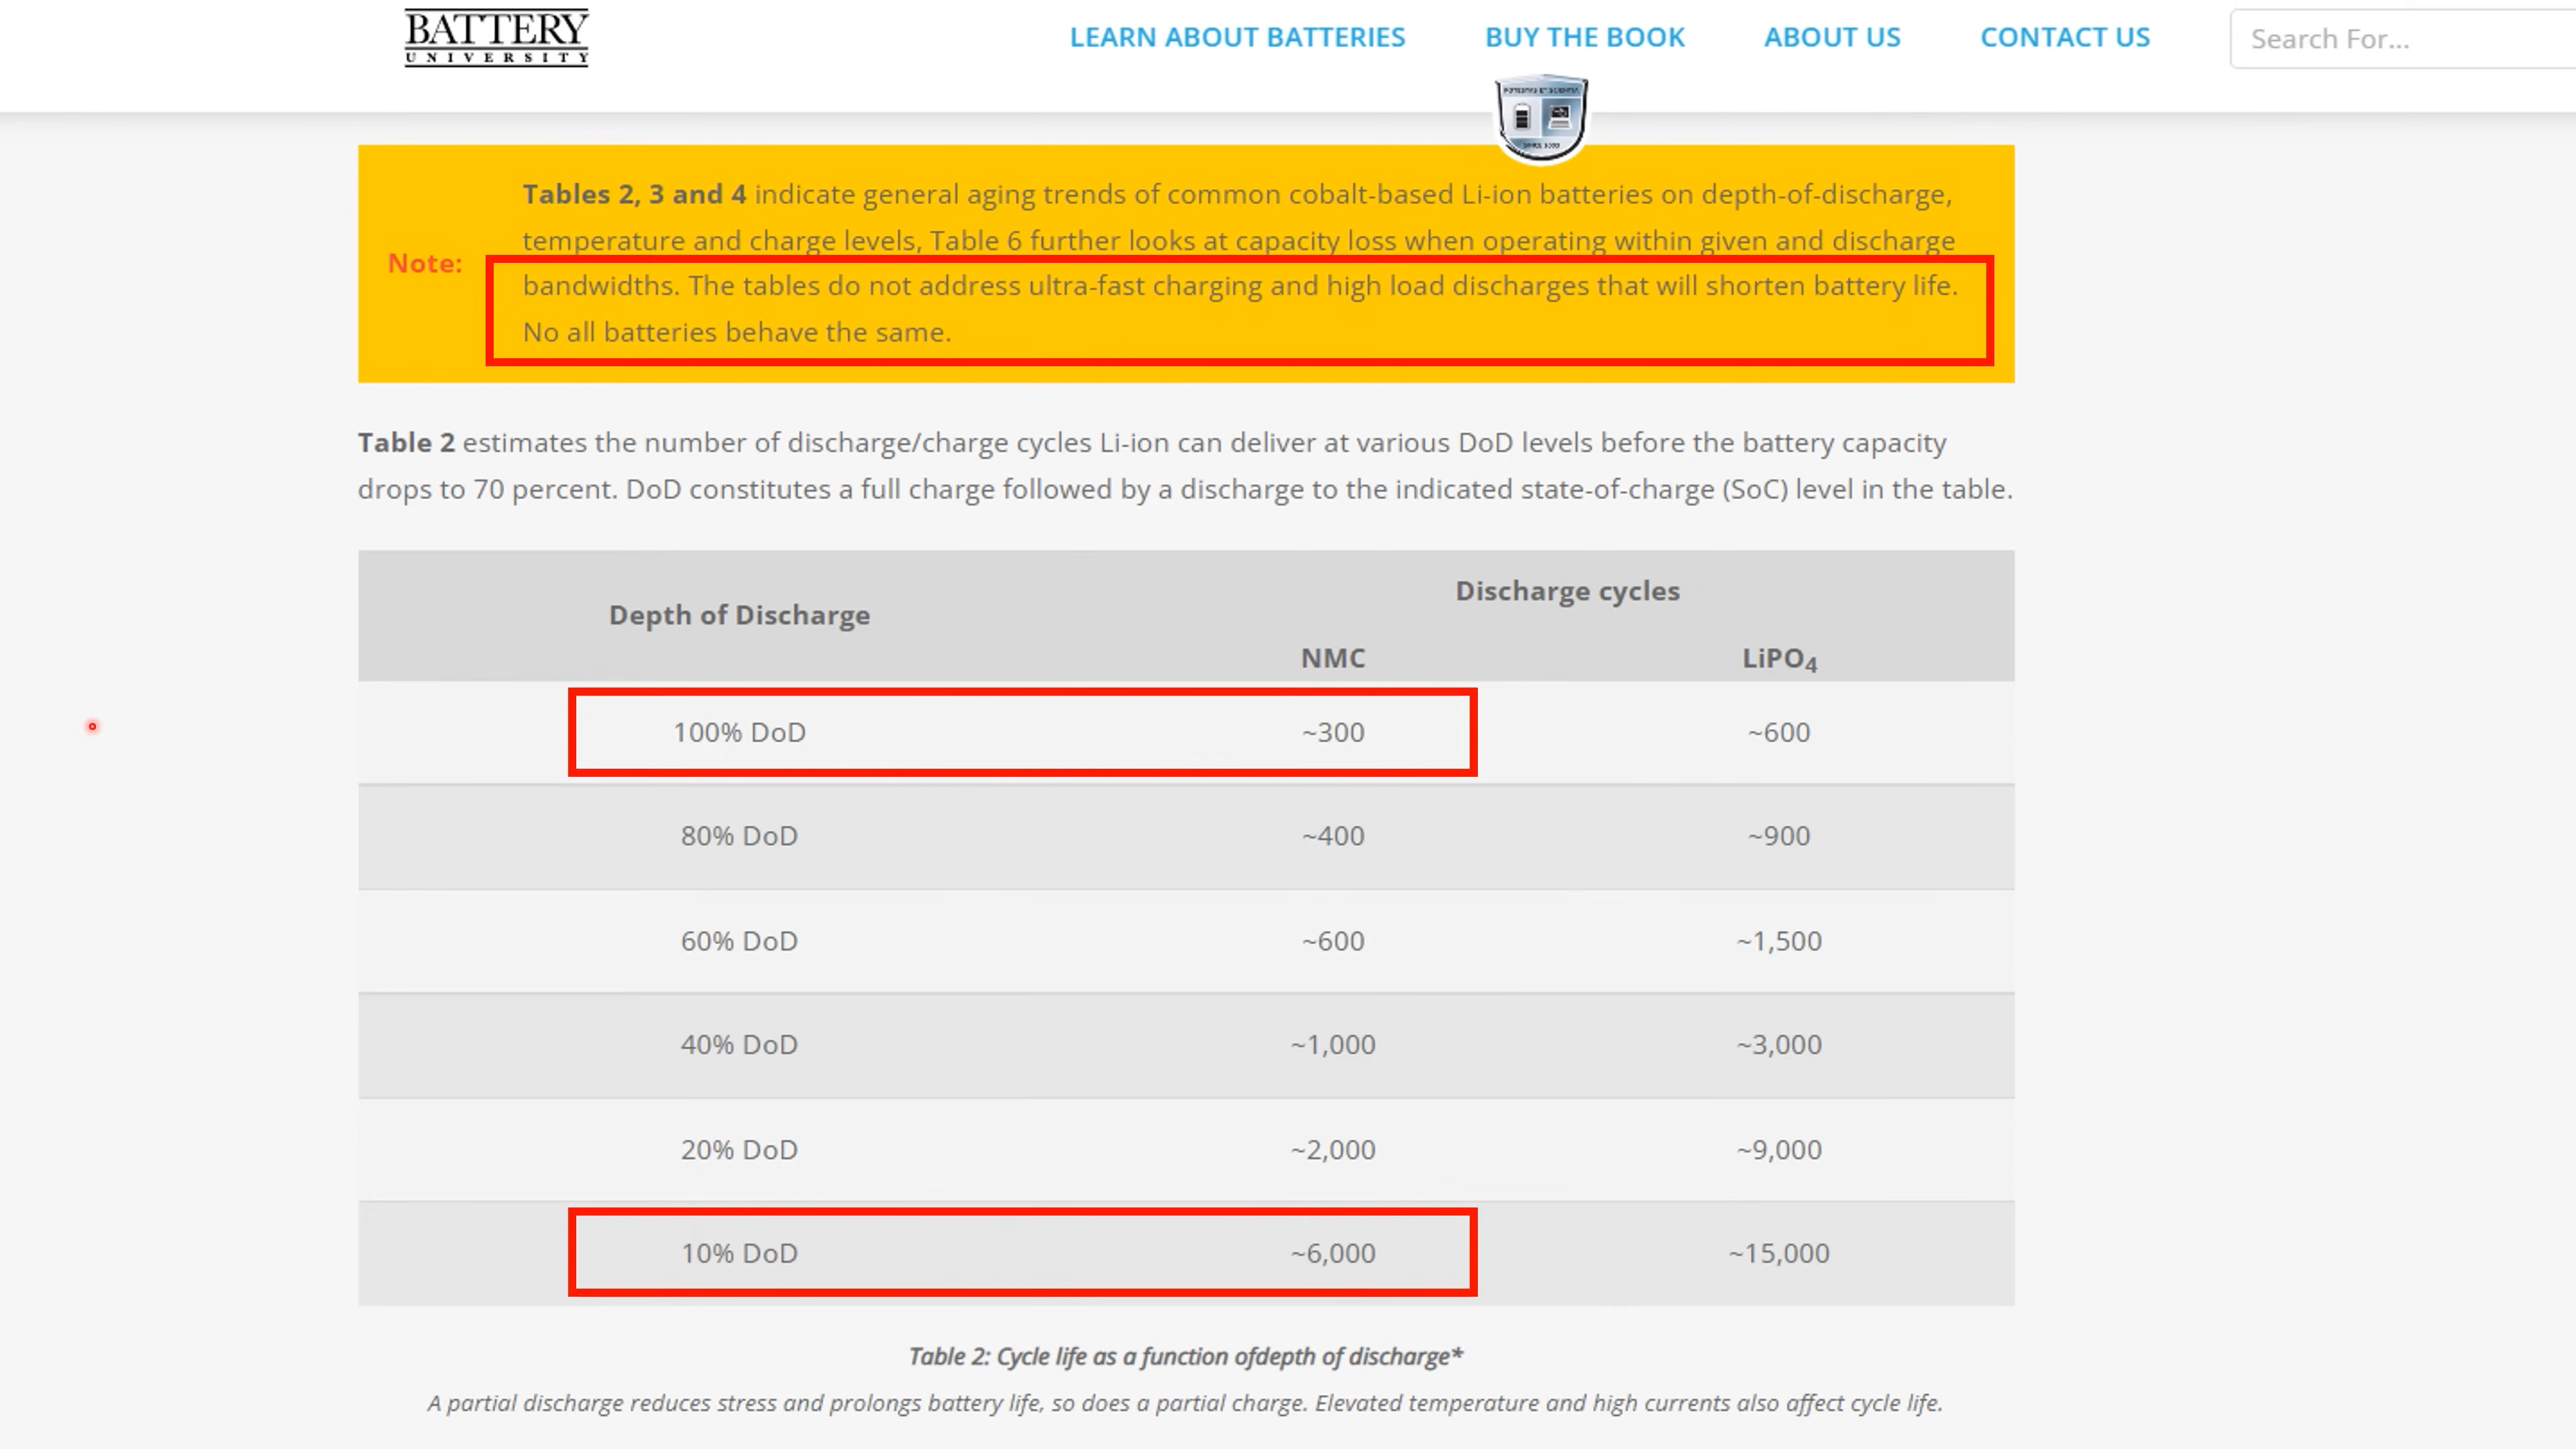 BATTERY
UNIVERSITY
LEARN ABOUT BATTERIES
BUY THE BOOK
ABOUT US
CONTACT US
Search For...
POTESTAS ET SCIENTIA
Note:
Tables 2, 3 and 4 indicate general aging trends of common cobalt-based Li-ion batteries on depth-of-discharge,
temperature and charge levels, Table 6 further looks at capacity loss when operating within given and discharge
bandwidths. The tables do not address ultra-fast charging and high load discharges that will shorten battery life.
No all batteries behave the same.
Table 2 estimates the number of discharge/charge cycles Li-ion can deliver at various DoD levels before the battery capacity
drops to 70 percent. DoD constitutes a full charge followed by a discharge to the indicated state-of-charge (SoC) level in the table.
Depth of Discharge
Discharge cycles
NMC LiPO₄
100% DoD ~300 ~600
80% DoD ~400 ~900
60% DoD ~600 ~1,500
40% DoD ~1,000 ~3,000
20% DoD ~2,000 ~9,000
10% DoD ~6,000 ~15,000
Table 2: Cycle life as a function ofdepth of discharge*
A partial discharge reduces stress and prolongs battery life, so does a partial charge. Elevated temperature and high currents also affect cycle life.